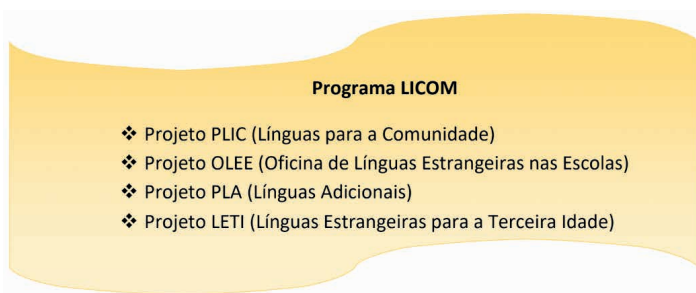 Programa LICOM
❖ Projeto PLIC (Línguas para a Comunidade)
❖ Projeto OLEE (Oficina de Línguas Estrangeiras nas Escolas)
❖ Projeto PLA (Línguas Adicionais)
❖ Projeto LETI (Línguas Estrangeiras para a Terceira Idade)